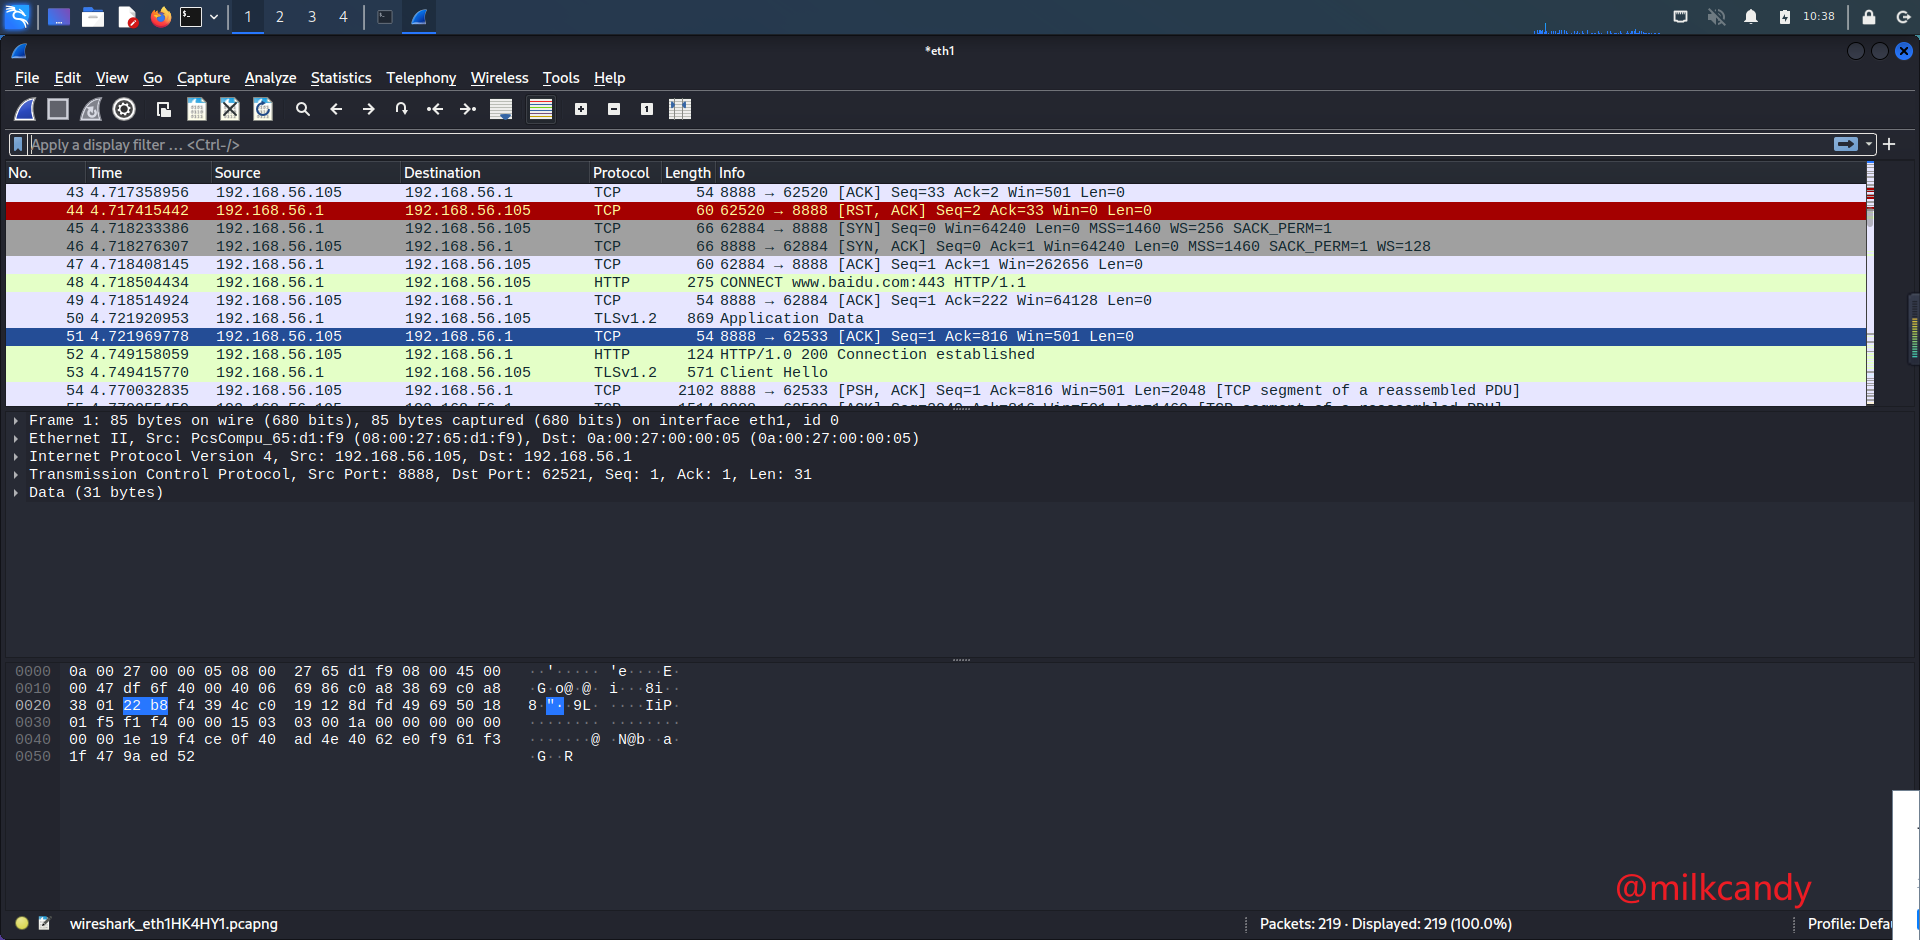 1 2 3 4 10:38
*eth1
File Edit View Go Capture Analyze Statistics Telephony Wireless Tools Help
Apply a display filter … <Ctrl-/>
No. Time Source Destination Protocol Length Info
43 4.717358956 192.168.56.105 192.168.56.1 TCP 54 8888 → 62520 [ACK] Seq=33 Ack=2 Win=501 Len=0
44 4.717415442 192.168.56.1 192.168.56.105 TCP 60 62520 → 8888 [RST, ACK] Seq=2 Ack=33 Win=0 Len=0
45 4.718233386 192.168.56.1 192.168.56.105 TCP 66 62884 → 8888 [SYN] Seq=0 Win=64240 Len=0 MSS=1460 WS=256 SACK_PERM=1
46 4.718276307 192.168.56.105 192.168.56.1 TCP 66 8888 → 62884 [SYN, ACK] Seq=0 Ack=1 Win=64240 Len=0 MSS=1460 SACK_PERM=1 WS=128
47 4.718408145 192.168.56.1 192.168.56.105 TCP 60 62884 → 8888 [ACK] Seq=1 Ack=1 Win=262656 Len=0
48 4.718504434 192.168.56.1 192.168.56.105 HTTP 275 CONNECT www.baidu.com:443 HTTP/1.1
49 4.718514924 192.168.56.105 192.168.56.1 TCP 54 8888 → 62884 [ACK] Seq=1 Ack=222 Win=64128 Len=0
50 4.721920953 192.168.56.1 192.168.56.105 TLSv1.2 869 Application Data
51 4.721969778 192.168.56.105 192.168.56.1 TCP 54 8888 → 62533 [ACK] Seq=1 Ack=816 Win=501 Len=0
52 4.749158059 192.168.56.105 192.168.56.1 HTTP 124 HTTP/1.0 200 Connection established
53 4.749415770 192.168.56.1 192.168.56.105 TLSv1.2 571 Client Hello
54 4.770032835 192.168.56.105 192.168.56.1 TCP 2102 8888 → 62533 [PSH, ACK] Seq=1 Ack=816 Win=501 Len=2048 [TCP segment of a reassembled PDU]
Frame 1: 85 bytes on wire (680 bits), 85 bytes captured (680 bits) on interface eth1, id 0
Ethernet II, Src: PcsCompu_65:d1:f9 (08:00:27:65:d1:f9), Dst: 0a:00:27:00:00:05 (0a:00:27:00:00:05)
Internet Protocol Version 4, Src: 192.168.56.105, Dst: 192.168.56.1
Transmission Control Protocol, Src Port: 8888, Dst Port: 62521, Seq: 1, Ack: 1, Len: 31
Data (31 bytes)
0000 0a 00 27 00 00 05 08 00 27 65 d1 f9 08 00 45 00 ··'····· 'e····E·
0010 00 47 df 6f 40 00 40 06 69 86 c0 a8 38 69 c0 a8 ·G·o@·@· i···8i··
0020 38 01 22 b8 f4 39 4c c0 19 12 8d fd 49 69 50 18 8·"··9L· ····IiP·
0030 01 f5 f1 f4 00 00 15 03 03 00 1a 00 00 00 00 00 ········ ········
0040 00 00 1e 19 f4 ce 0f 40 ad 4e 40 62 e0 f9 61 f3 ·······@ ·N@b··a·
0050 1f 47 9a ed 52 ·G··R
@milkcandy
wireshark_eth1HK4HY1.pcapng Packets: 219 · Displayed: 219 (100.0%) Profile: Defa